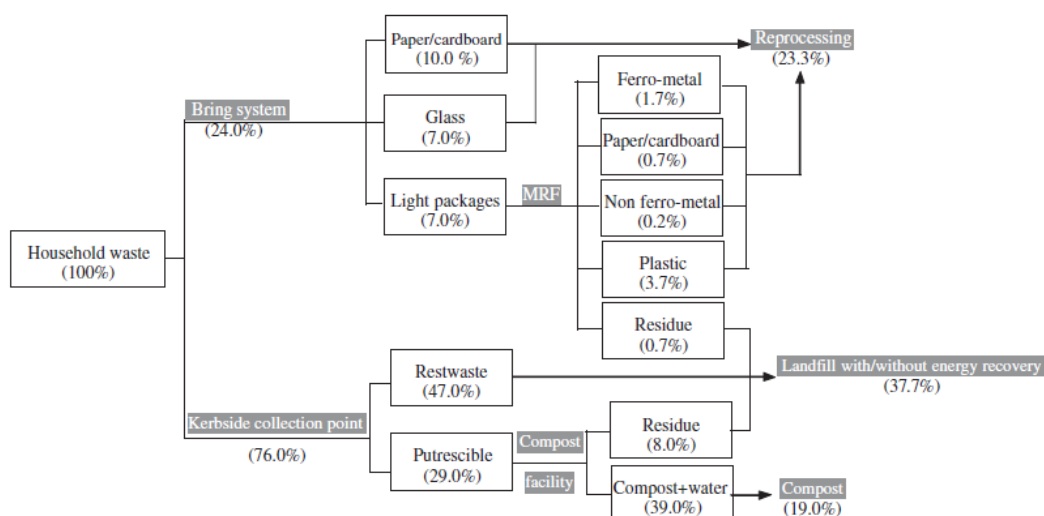 Household waste
(100%)
Bring system
(24.0%)
Kerbside collection point
(76.0%)
Paper/cardboard
(10.0 %)
Glass
(7.0%)
Light packages
(7.0%)
MRF
Ferro-metal
(1.7%)
Paper/cardboard
(0.7%)
Non ferro-metal
(0.2%)
Plastic
(3.7%)
Residue
(0.7%)
Reprocessing
(23.3%)
Restwaste
(47.0%)
Putrescible
(29.0%)
Compost
facility
Residue
(8.0%)
Compost+water
(39.0%)
Landfill with/without energy recovery
(37.7%)
Compost
(19.0%)